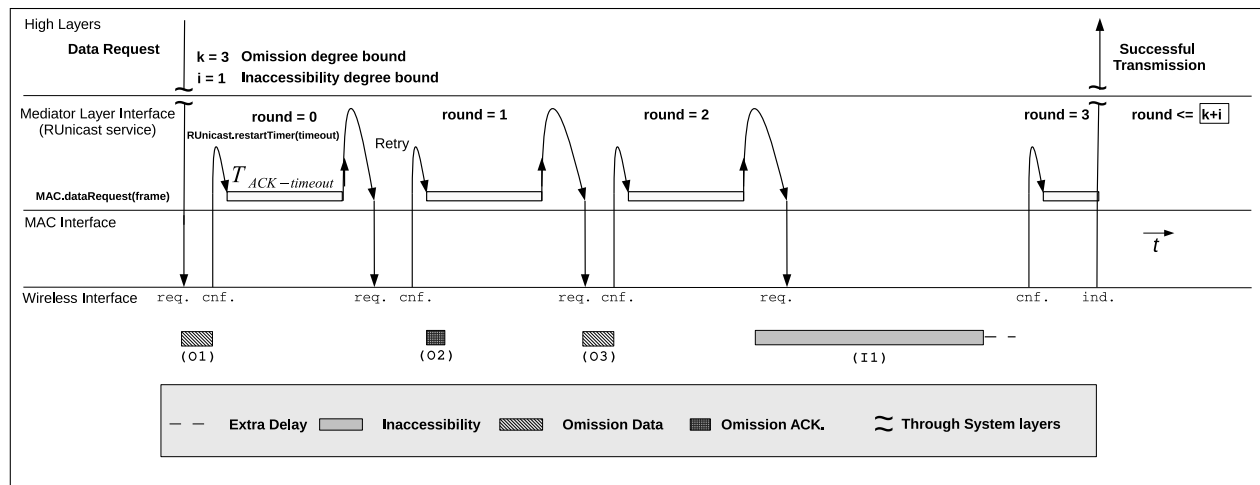 High Layers
Data Request
k = 3 Omission degree bound
i = 1 Inaccessibility degree bound
Successful
Transmission
Mediator Layer Interface
(RUnicast service)
round = 0
round = 1
round = 2
round = 3
round <= k+i
RUnicast.restartTimer(timeout)
Retry
T ACK−timeout
MAC.dataRequest(frame)
MAC Interface
t
Wireless Interface
req. cnf. req. cnf. req. cnf. req. cnf. ind.
(O1) (O2) (O3) (I1)
Extra Delay Inaccessibility Omission Data Omission ACK. Through System layers